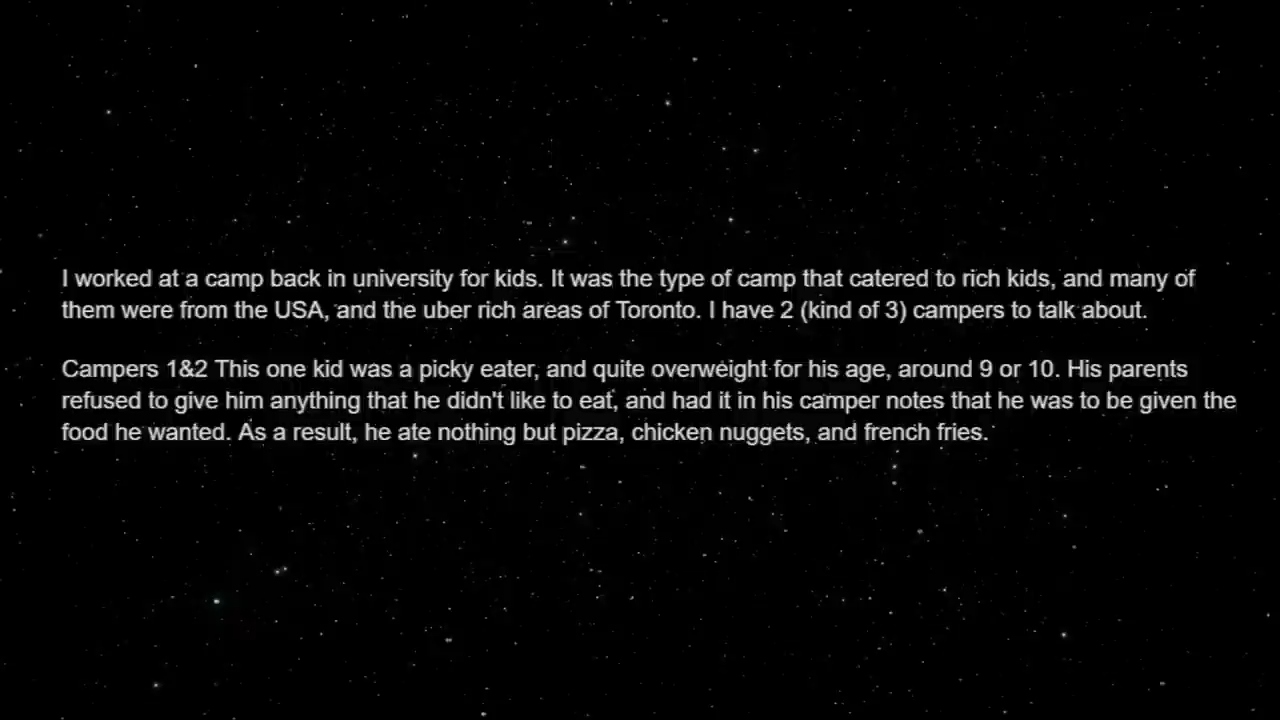 I worked at a camp back in university for kids. It was the type of camp that catered to rich kids, and many of
them were from the USA, and the uber rich areas of Toronto. I have 2 (kind of 3) campers to talk about.
Campers 1&2 This one kid was a picky eater, and quite overweight for his age, around 9 or 10. His parents
refused to give him anything that he didn't like to eat, and had it in his camper notes that he was to be given the
food he wanted. As a result, he ate nothing but pizza, chicken nuggets, and french fries.